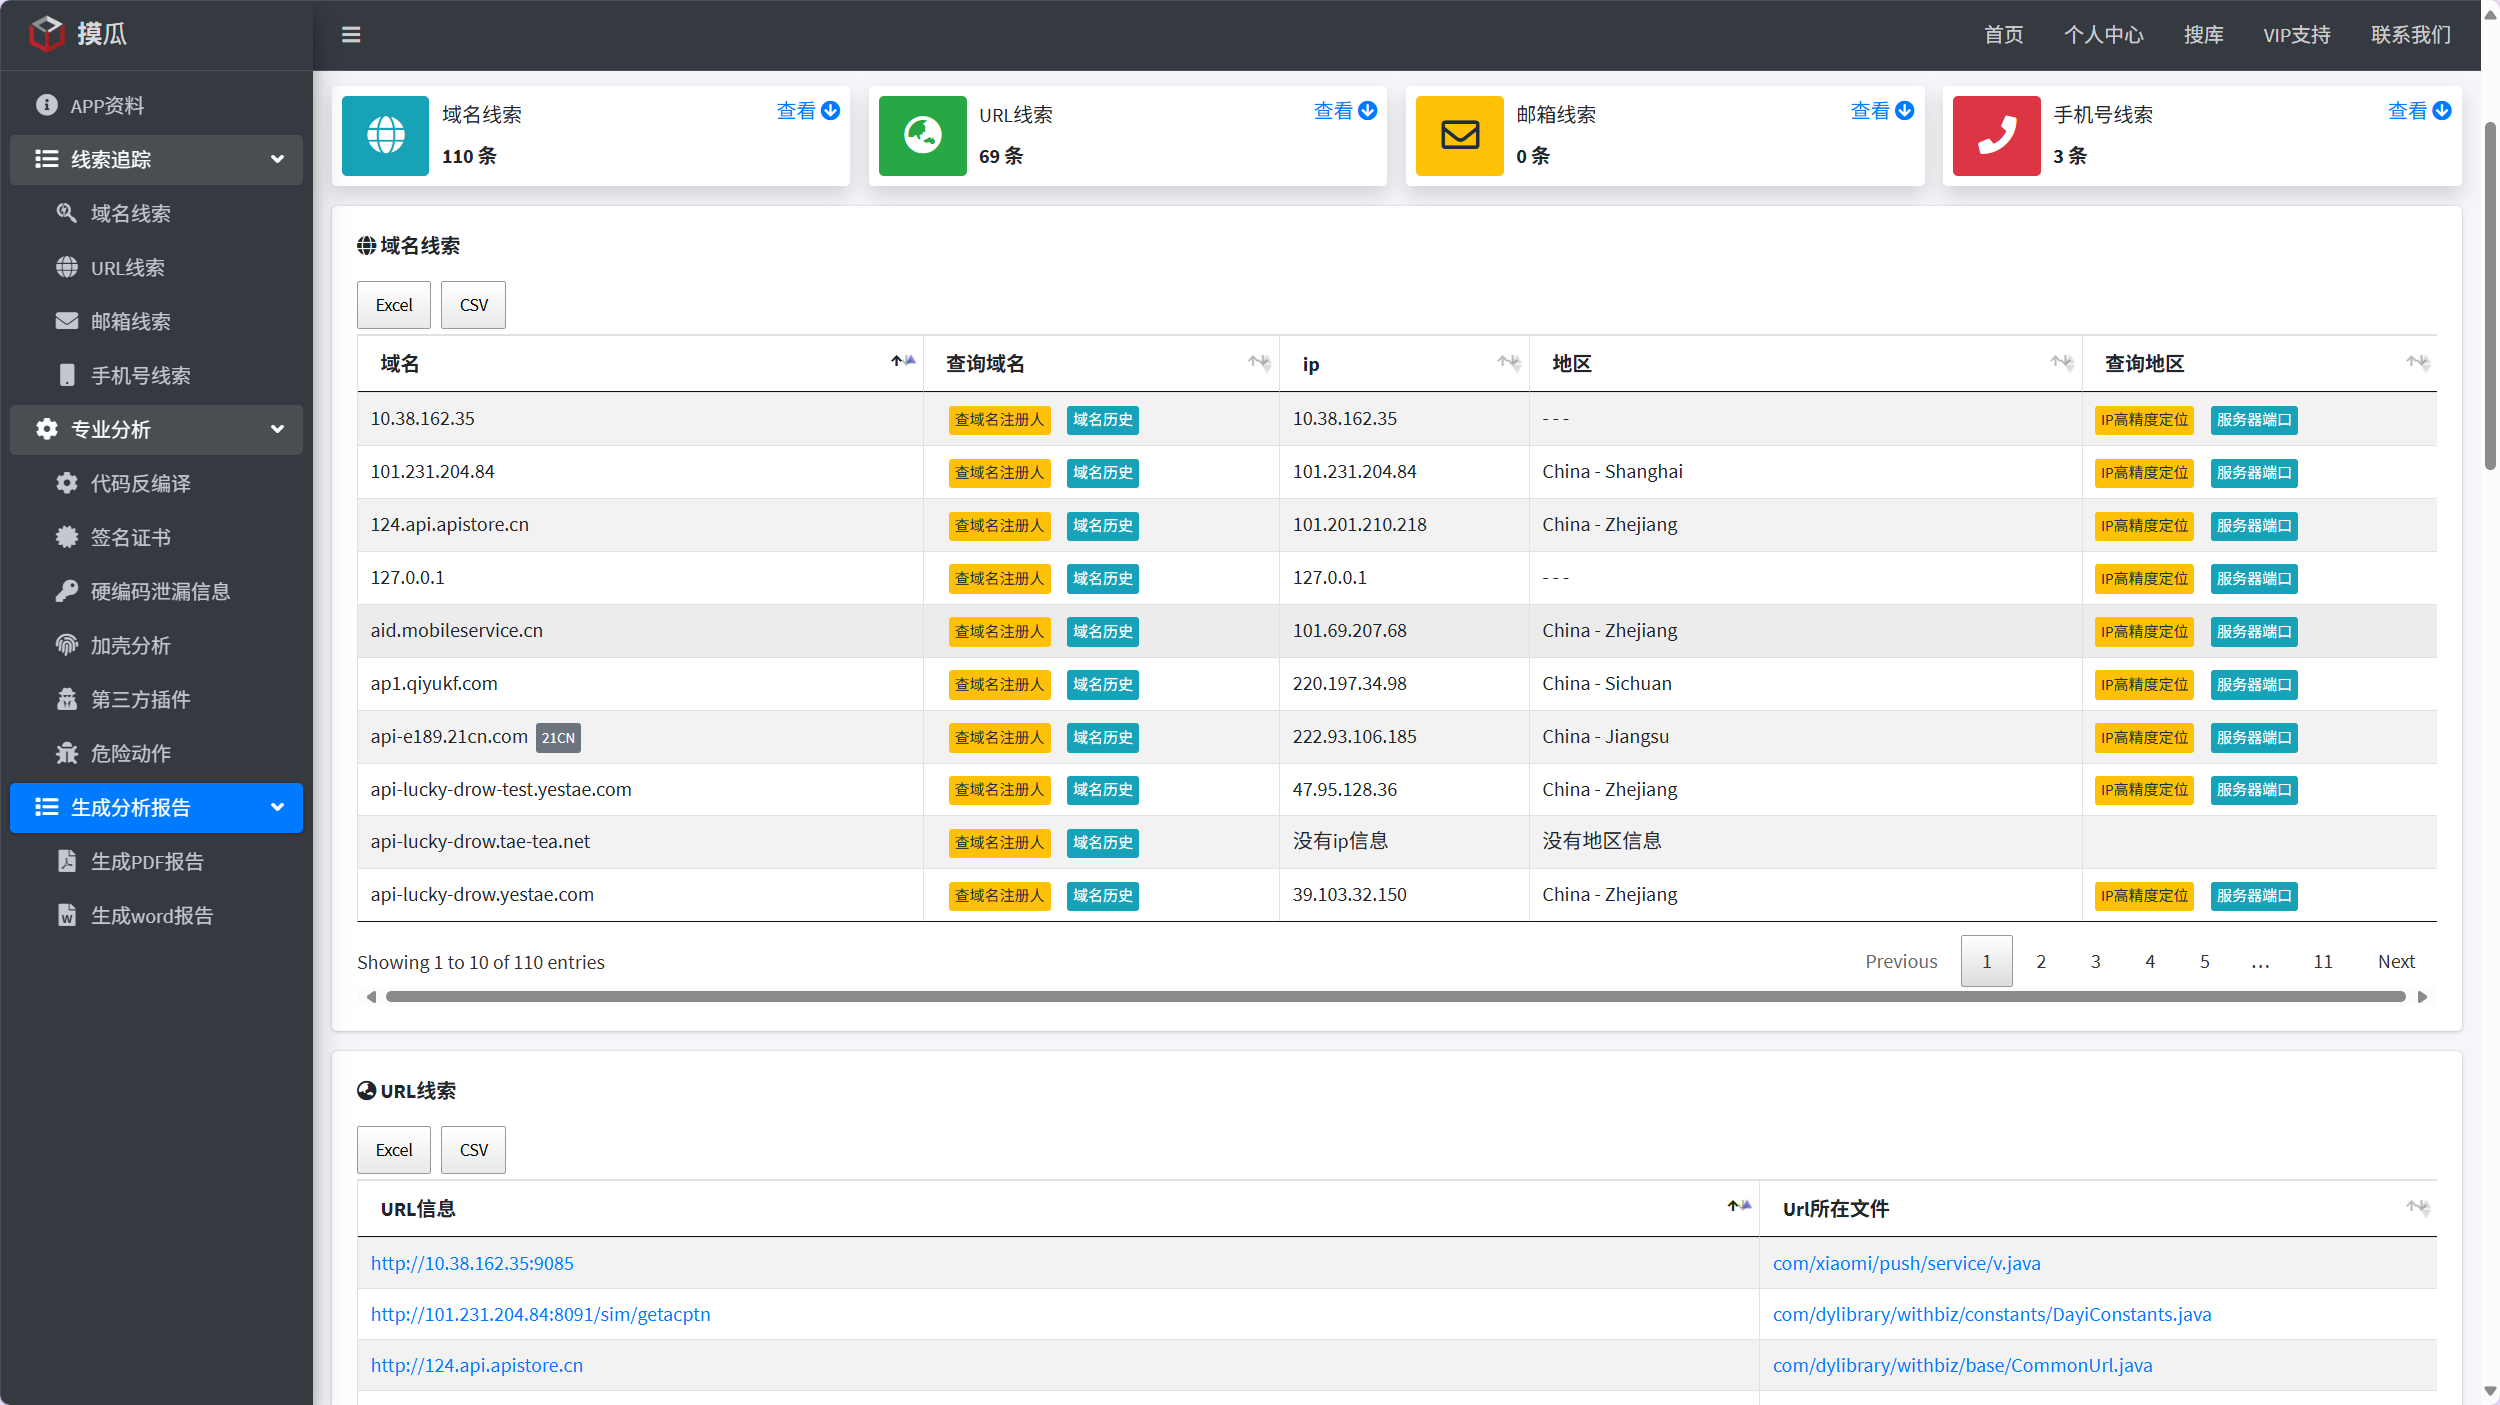 摸瓜
首页 个人中心 搜库 VIP支持 联系我们
APP资料
线索追踪
域名线索
URL线索
邮箱线索
手机号线索
专业分析
代码反编译
签名证书
硬编码泄漏信息
加壳分析
第三方插件
危险动作
生成分析报告
生成PDF报告
生成word报告
域名线索 查看
110 条
URL线索 查看
69 条
邮箱线索 查看
0 条
手机号线索 查看
3 条
域名线索
Excel CSV
域名 查询域名 ip 地区 查询地区
10.38.162.35 查域名注册人 域名历史 10.38.162.35 - - - IP高精度定位 服务器端口
101.231.204.84 查域名注册人 域名历史 101.231.204.84 China - Shanghai IP高精度定位 服务器端口
124.api.apistore.cn 查域名注册人 域名历史 101.201.210.218 China - Zhejiang IP高精度定位 服务器端口
127.0.0.1 查域名注册人 域名历史 127.0.0.1 - - - IP高精度定位 服务器端口
aid.mobileservice.cn 查域名注册人 域名历史 101.69.207.68 China - Zhejiang IP高精度定位 服务器端口
ap1.qiyukf.com 查域名注册人 域名历史 220.197.34.98 China - Sichuan IP高精度定位 服务器端口
api-e189.21cn.com 21CN 查域名注册人 域名历史 222.93.106.185 China - Jiangsu IP高精度定位 服务器端口
api-lucky-drow-test.yestae.com 查域名注册人 域名历史 47.95.128.36 China - Zhejiang IP高精度定位 服务器端口
api-lucky-drow.tae-tea.net 查域名注册人 域名历史 没有ip信息 没有地区信息
api-lucky-drow.yestae.com 查域名注册人 域名历史 39.103.32.150 China - Zhejiang IP高精度定位 服务器端口
Showing 1 to 10 of 110 entries Previous 1 2 3 4 5 … 11 Next
URL线索
Excel CSV
URL信息 Url所在文件
http://10.38.162.35:9085 com/xiaomi/push/service/v.java
http://101.231.204.84:8091/sim/getacptn com/dylibrary/withbiz/constants/DayiConstants.java
http://124.api.apistore.cn com/dylibrary/withbiz/base/CommonUrl.java